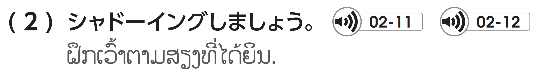 (2) シャドーイングしましょう。 02-11 02-12
ຝຶກເວົ້າຕາມສຽງທີ່ໄດ້ຍິນ.